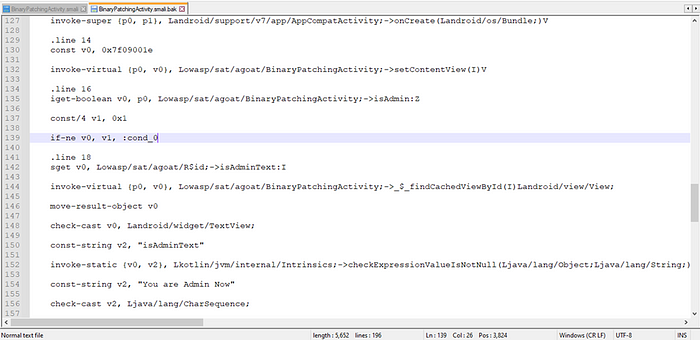 BinaryPatchingActivity.smali BinaryPatchingActivity.smali.bak
127 invoke-super {p0, p1}, Landroid/support/v7/app/AppCompatActivity;->onCreate(Landroid/os/Bundle;)V
128
129 .line 14
130 const v0, 0x7f09001e
131
132 invoke-virtual {p0, v0}, Lowasp/sat/agoat/BinaryPatchingActivity;->setContentView(I)V
133
134 .line 16
135 iget-boolean v0, p0, Lowasp/sat/agoat/BinaryPatchingActivity;->isAdmin:Z
136
137 const/4 v1, 0x1
138
139 if-ne v0, v1, :cond_0
140
141 .line 18
142 sget v0, Lowasp/sat/agoat/R$id;->isAdminText:I
143
144 invoke-virtual {p0, v0}, Lowasp/sat/agoat/BinaryPatchingActivity;->_$_findCachedViewById(I)Landroid/view/View;
145
146 move-result-object v0
147
148 check-cast v0, Landroid/widget/TextView;
149
150 const-string v2, "isAdminText"
151
152 invoke-static {v0, v2}, Lkotlin/jvm/internal/Intrinsics;->checkExpressionValueIsNotNull(Ljava/lang/Object;Ljava/lang/String;)
153
154 const-string v2, "You are Admin Now"
155
156 check-cast v2, Ljava/lang/CharSequence;
157
Normal text file length : 5,652 lines : 196 Ln : 139 Col : 26 Pos : 3,824 Windows (CR LF) UTF-8 INS